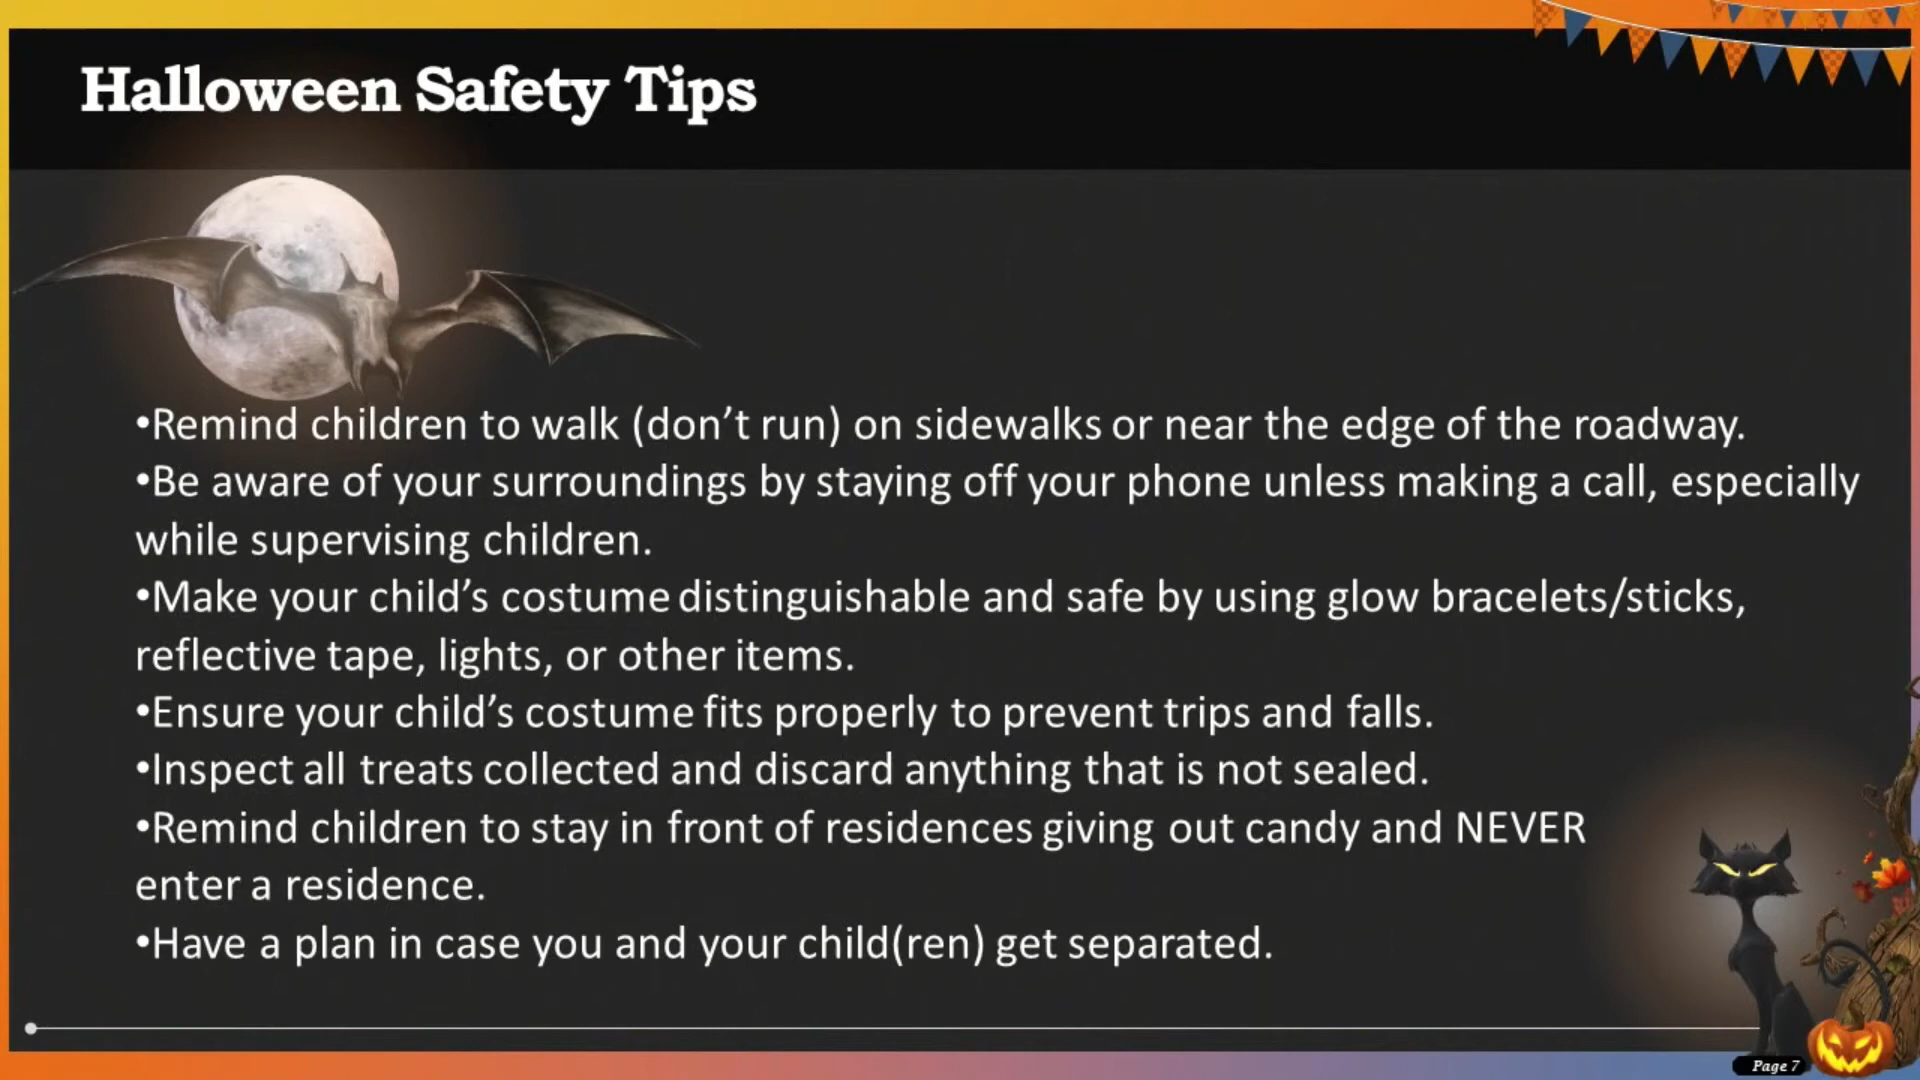 Halloween Safety Tips
•Remind children to walk (don’t run) on sidewalks or near the edge of the roadway.
•Be aware of your surroundings by staying off your phone unless making a call, especially
while supervising children.
•Make your child’s costume distinguishable and safe by using glow bracelets/sticks,
reflective tape, lights, or other items.
•Ensure your child’s costume fits properly to prevent trips and falls.
•Inspect all treats collected and discard anything that is not sealed.
•Remind children to stay in front of residences giving out candy and NEVER
enter a residence.
•Have a plan in case you and your child(ren) get separated.
Page 7